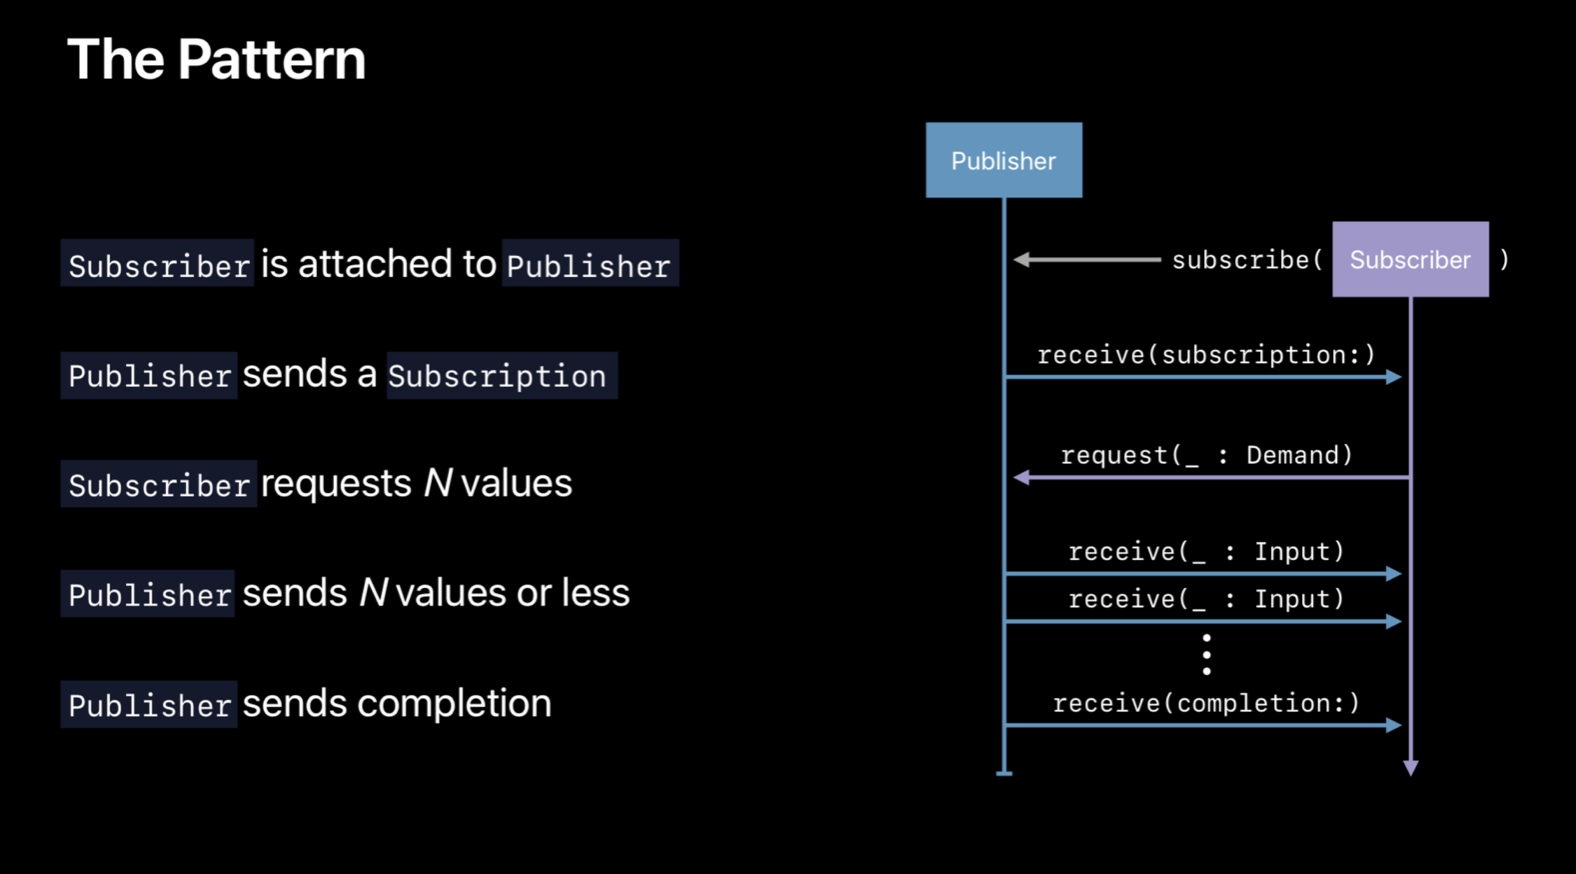 The Pattern
Subscriber is attached to Publisher
Publisher sends a Subscription
Subscriber requests N values
Publisher sends N values or less
Publisher sends completion
Publisher
subscribe( Subscriber )
receive(subscription:)
request(_ : Demand)
receive(_ : Input)
receive(_ : Input)
receive(completion:)